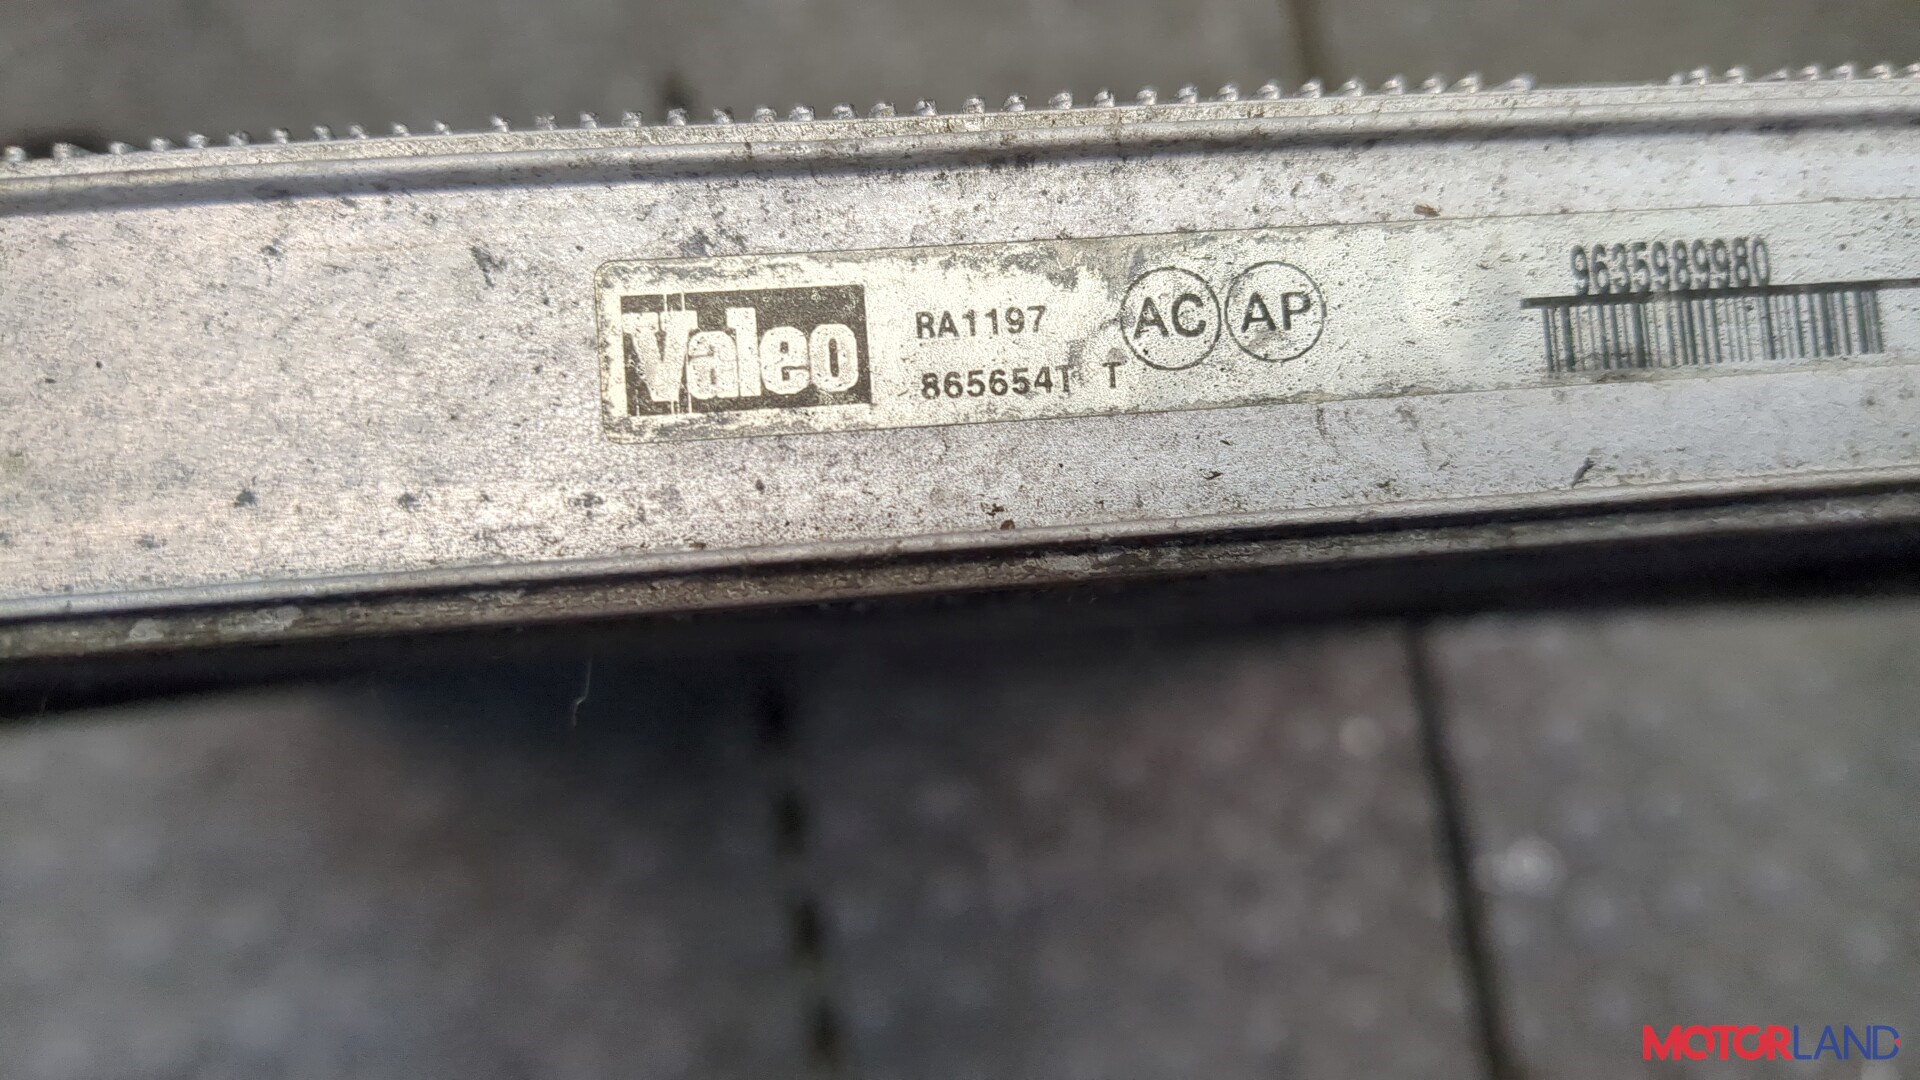 Valeo
RA1197
865654T T
AC AP
9635989980
MOTORLAND